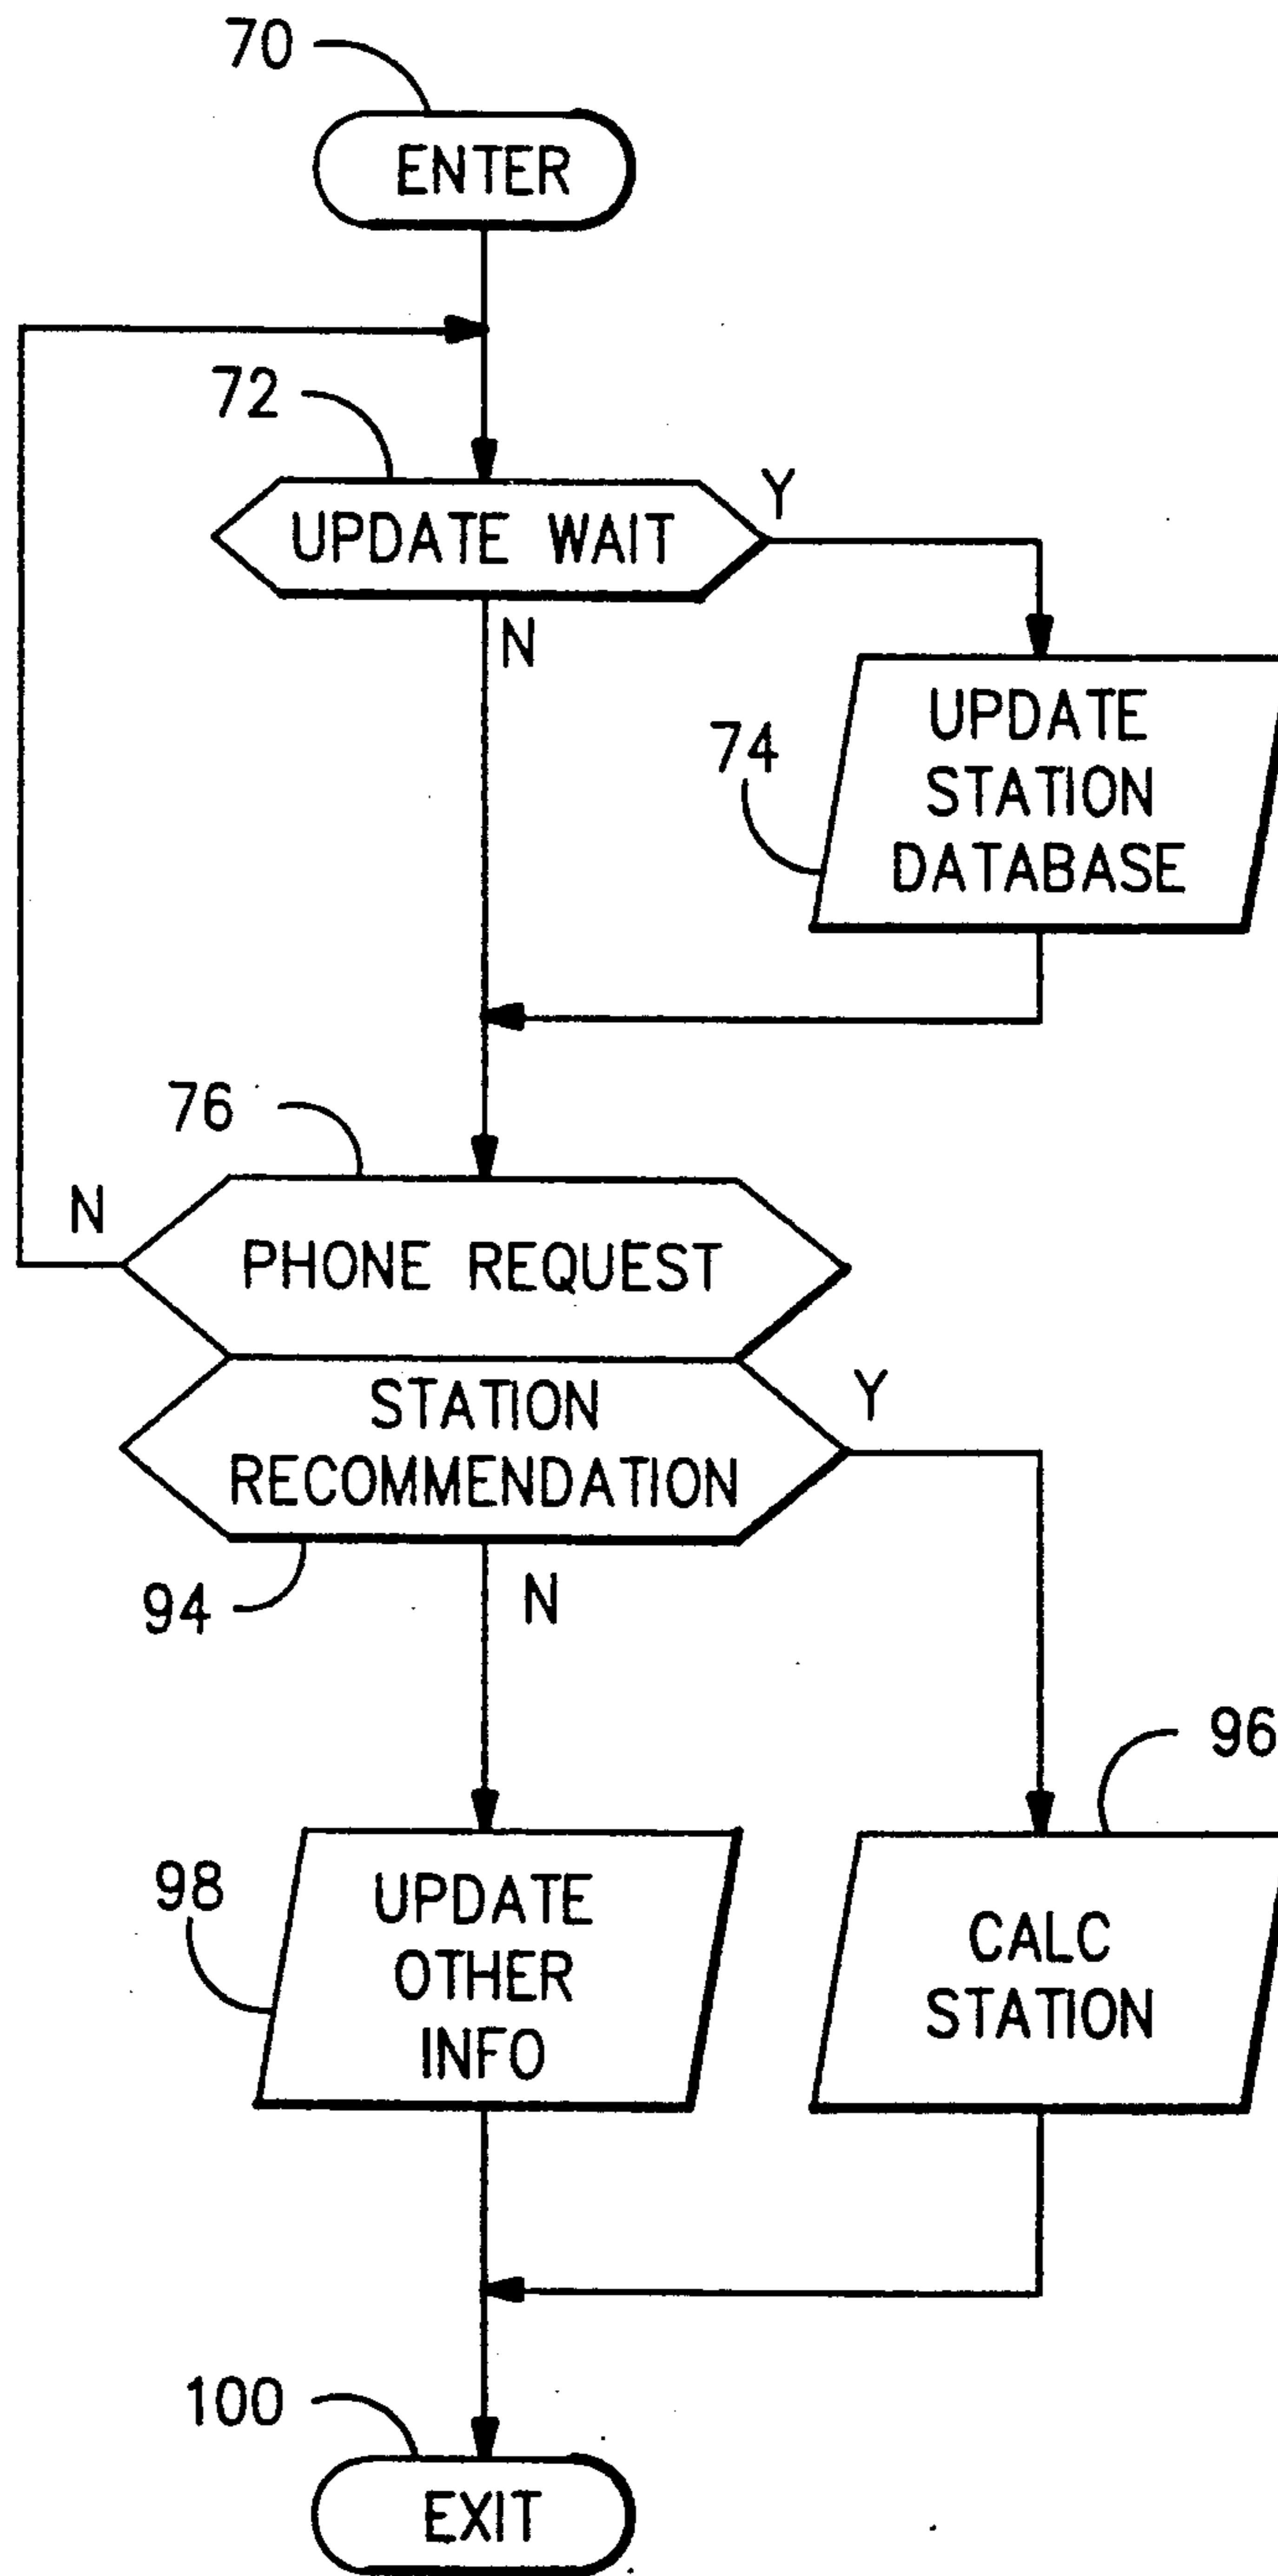 70
ENTER
72
UPDATE WAIT
Y
N
74
UPDATE
STATION
DATABASE
76
N
PHONE REQUEST
STATION
RECOMMENDATION
Y
94
N
96
98
UPDATE
OTHER
INFO
CALC
STATION
100
EXIT